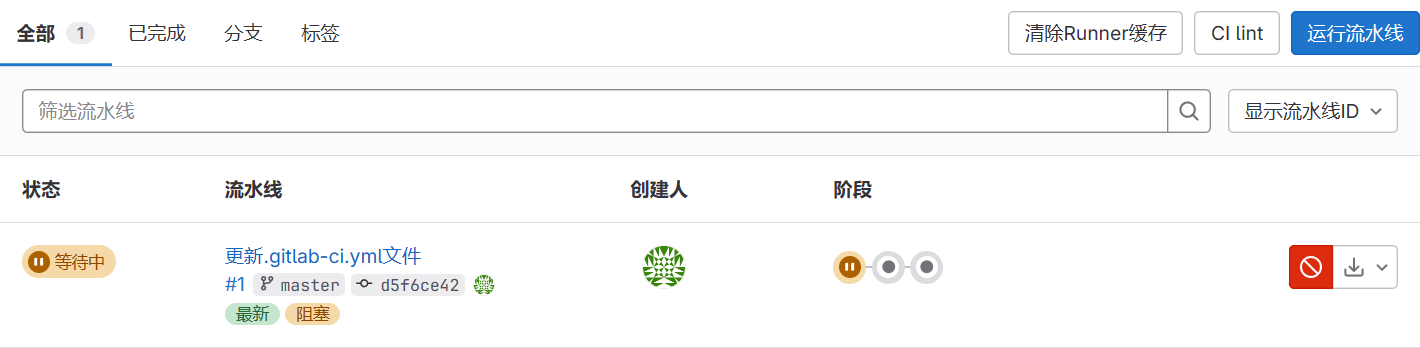 全部 1 已完成 分支 标签 清除Runner缓存 CI lint 运行流水线
筛选流水线 显示流水线ID
状态 流水线 创建人 阶段
等待中 更新.gitlab-ci.yml文件
#1 master d5f6ce42
最新 阻塞